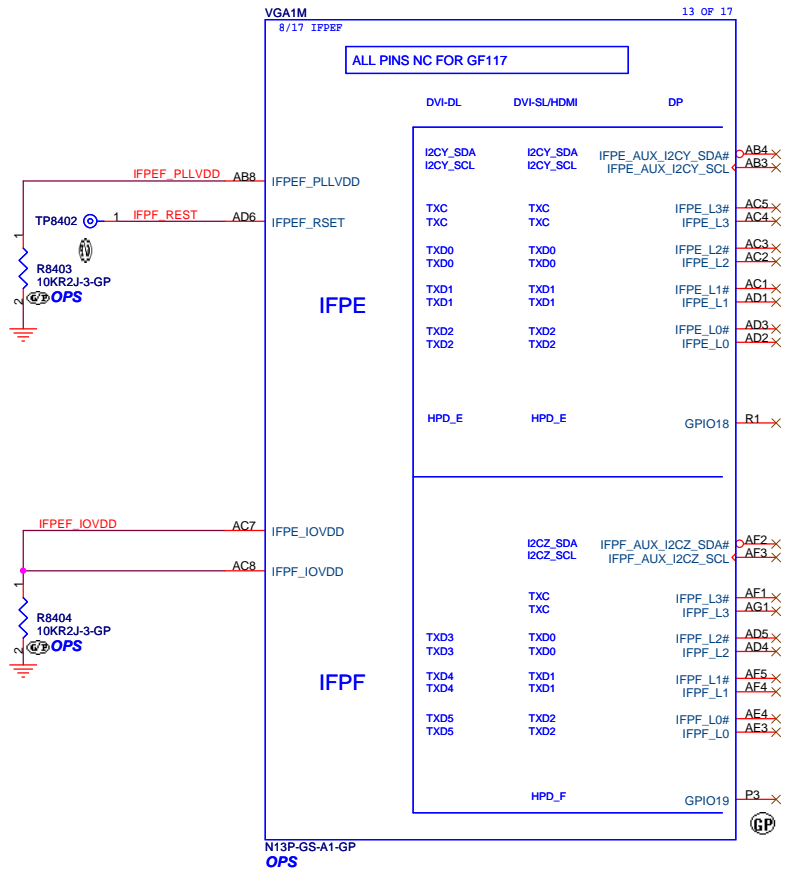 VGA1M
13 OF 17
8/17 IFPEF
ALL PINS NC FOR GF117
DVI-DL DVI-SL/HDMI DP
I2CY_SDA I2CY_SDA IFPE_AUX_I2CY_SDA# AB4
I2CY_SCL I2CY_SCL IFPE_AUX_I2CY_SCL AB3
IFPEF_PLLVDD AB8 IFPEF_PLLVDD
TXC TXC IFPE_L3# AC5
TXC TXC IFPE_L3 AC4
TP8402 1 IFPF_REST AD6 IFPEF_RSET
TXD0 TXD0 IFPE_L2# AC3
TXD0 TXD0 IFPE_L2 AC2
1
R8403
10KR2J-3-GP
2 G/P OPS
TXD1 TXD1 IFPE_L1# AC1
TXD1 TXD1 IFPE_L1 AD1
IFPE
TXD2 TXD2 IFPE_L0# AD3
TXD2 TXD2 IFPE_L0 AD2
HPD_E HPD_E GPIO18 R1
IFPEF_IOVDD AC7 IFPE_IOVDD
AC8 IFPF_IOVDD
I2CZ_SDA IFPF_AUX_I2CZ_SDA# AF2
I2CZ_SCL IFPF_AUX_I2CZ_SCL AF3
1
R8404
10KR2J-3-GP
2 G/P OPS
TXC IFPF_L3# AF1
TXC IFPF_L3 AG1
TXD3 TXD0 IFPF_L2# AD5
TXD3 TXD0 IFPF_L2 AD4
IFPF
TXD4 TXD1 IFPF_L1# AF5
TXD4 TXD1 IFPF_L1 AF4
TXD5 TXD2 IFPF_L0# AE4
TXD5 TXD2 IFPF_L0 AE3
HPD_F GPIO19 P3
GP
N13P-GS-A1-GP
OPS